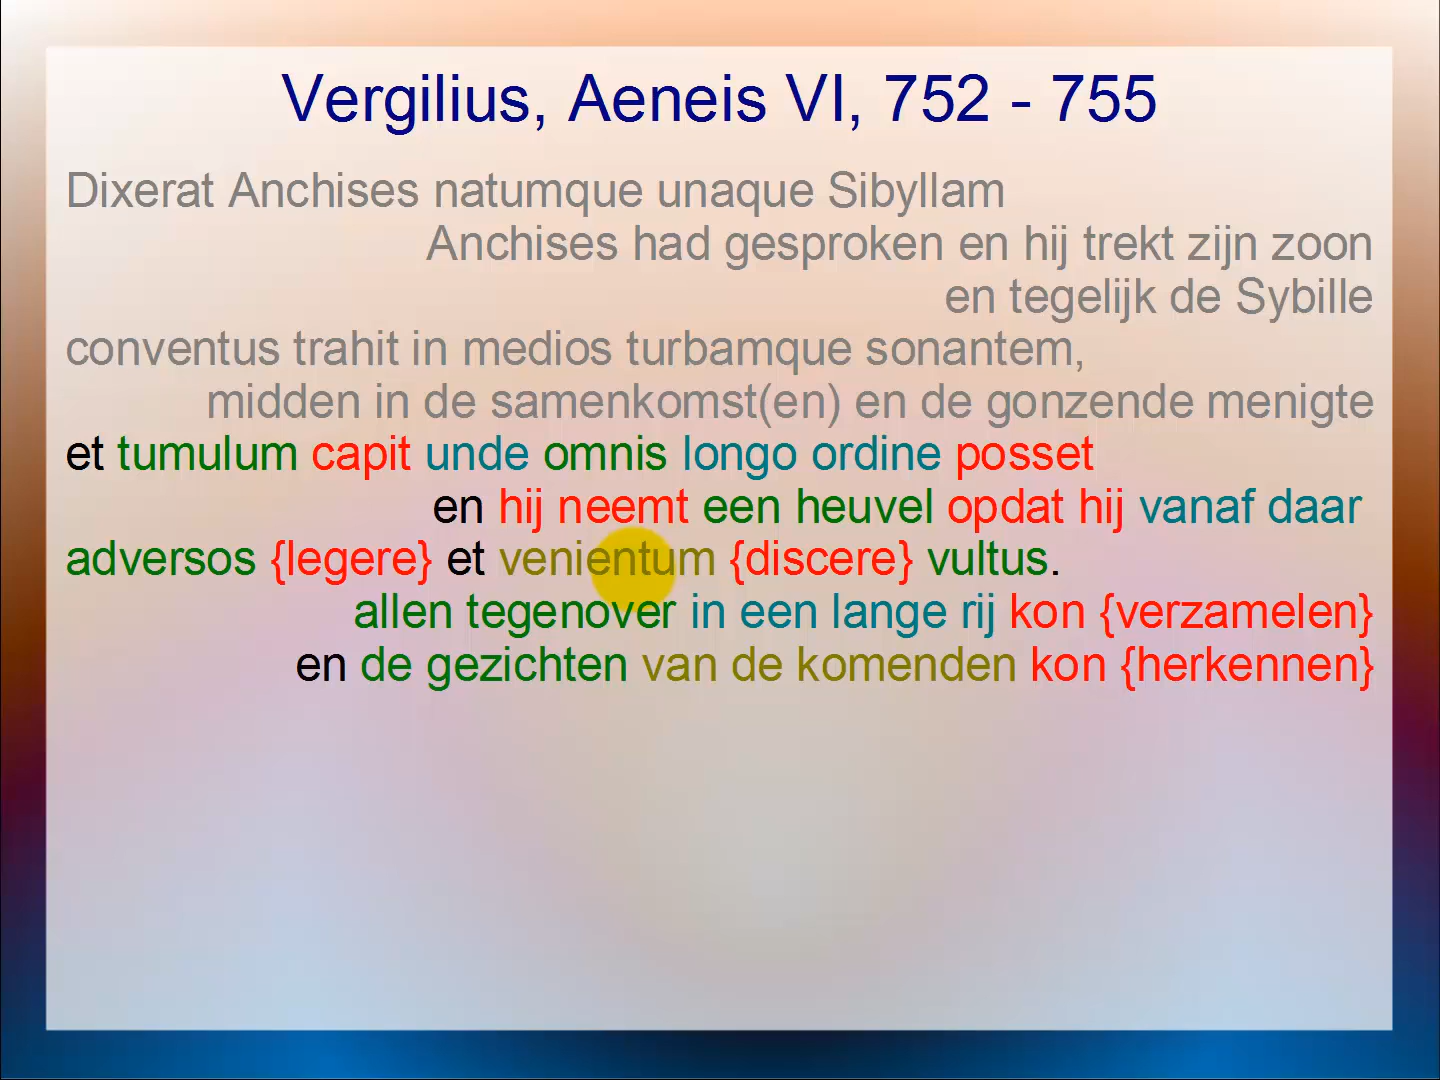 Vergilius, Aeneis VI, 752 - 755
Dixerat Anchises natumque unaque Sibyllam
Anchises had gesproken en hij trekt zijn zoon
en tegelijk de Sybille
conventus trahit in medios turbamque sonantem,
midden in de samenkomst(en) en de gonzende menigte
et tumulum capit unde omnis longo ordine posset
en hij neemt een heuvel opdat hij vanaf daar
adversos {legere} et venientum {discere} vultus.
allen tegenover in een lange rij kon {verzamelen}
en de gezichten van de komenden kon {herkennen}